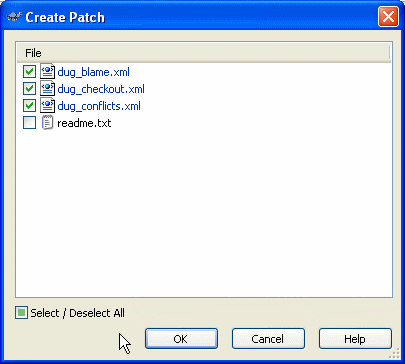 Create Patch
File
dug_blame.xml
dug_checkout.xml
dug_conflicts.xml
readme.txt
Select / Deselect All
OK Cancel Help